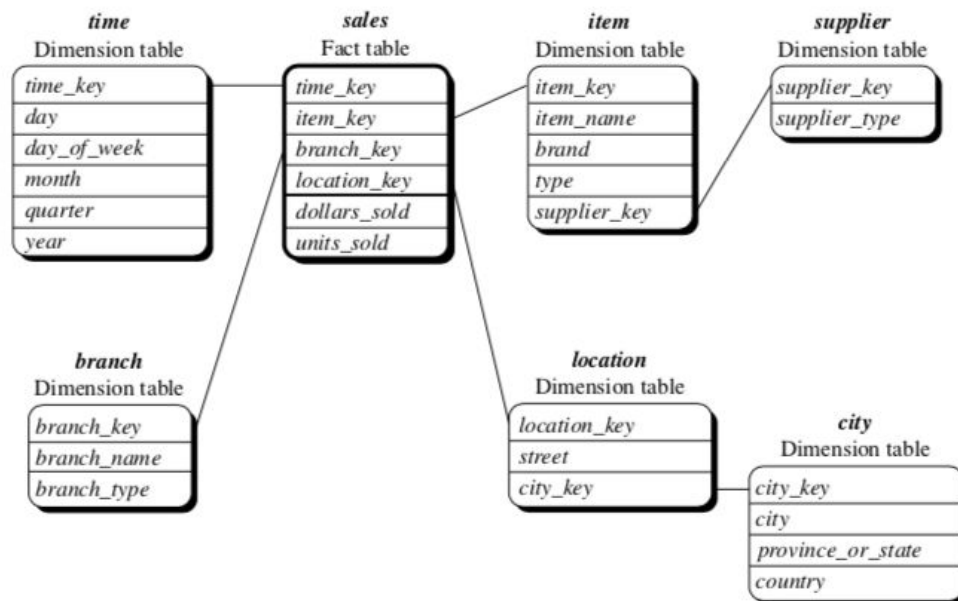 time
Dimension table
time_key
day
day_of_week
month
quarter
year
sales
Fact table
time_key
item_key
branch_key
location_key
dollars_sold
units_sold
item
Dimension table
item_key
item_name
brand
type
supplier_key
supplier
Dimension table
supplier_key
supplier_type
branch
Dimension table
branch_key
branch_name
branch_type
location
Dimension table
location_key
street
city_key
city
Dimension table
city_key
city
province_or_state
country